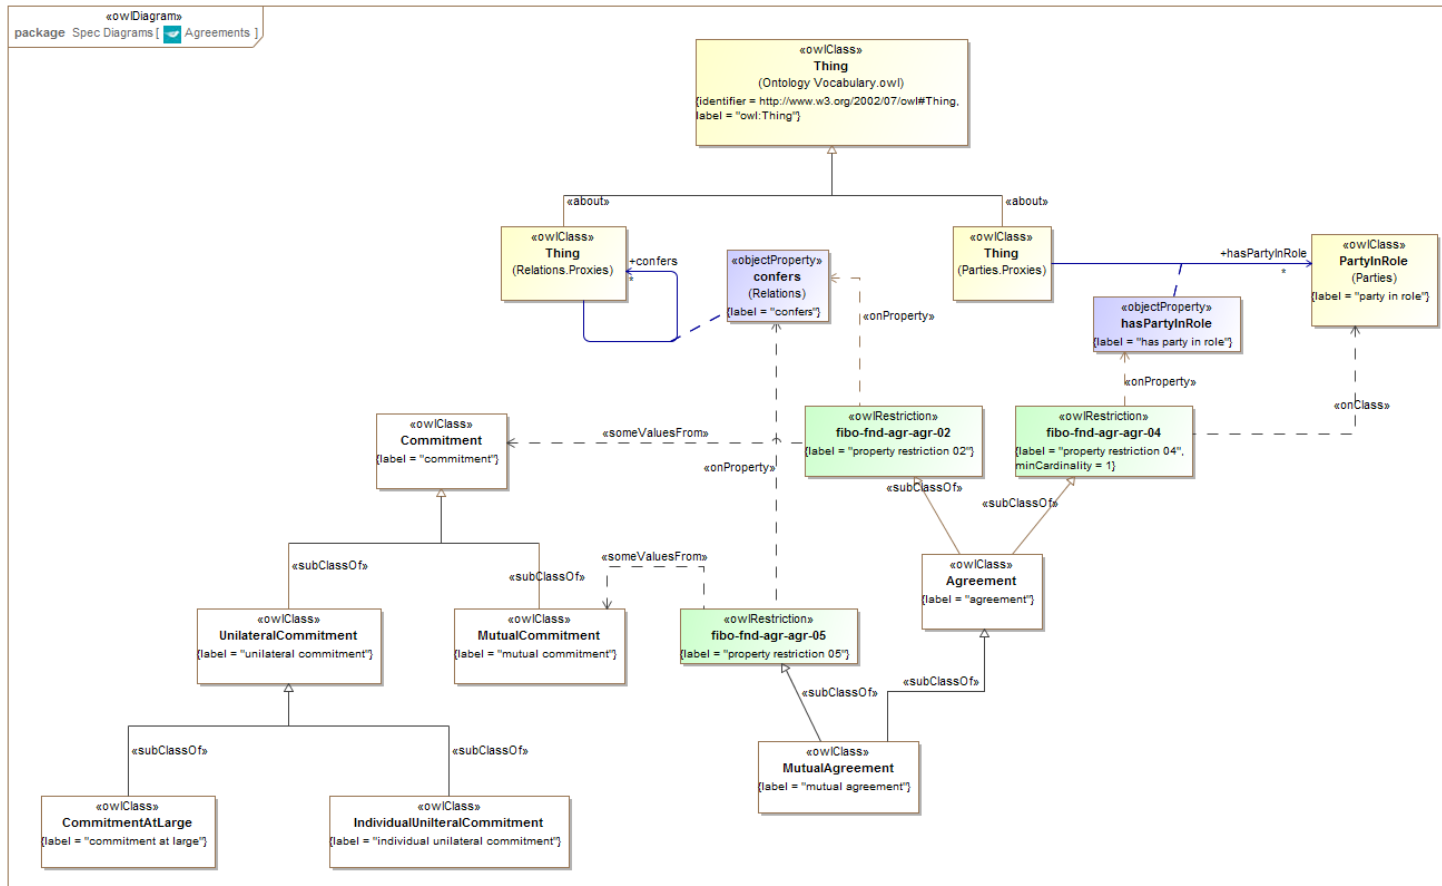 «owlDiagram»
package Spec Diagrams [ Agreements ]
«owlClass»
Thing
(Ontology Vocabulary.owl)
{identifier = http://www.w3.org/2002/07/owl#Thing,
label = "owl:Thing"}
«about»
«about»
«owlClass»
Thing
(Relations.Proxies)
+confers
*
«objectProperty»
confers
(Relations)
{label = "confers"}
«owlClass»
Thing
(Parties.Proxies)
+hasPartyInRole
*
«owlClass»
PartyInRole
(Parties)
{label = "party in role"}
«objectProperty»
hasPartyInRole
{label = "has party in role"}
«onProperty»
«onProperty»
«onClass»
«owlClass»
Commitment
{label = "commitment"}
«someValuesFrom»
«owlRestriction»
fibo-fnd-agr-agr-02
{label = "property restriction 02"}
«owlRestriction»
fibo-fnd-agr-agr-04
{label = "property restriction 04",
minCardinality = 1}
«onProperty»
«subClassOf»
«subClassOf»
«subClassOf»
«subClassOf»
«someValuesFrom»
«owlClass»
Agreement
{label = "agreement"}
«owlClass»
UnilateralCommitment
{label = "unilateral commitment"}
«owlClass»
MutualCommitment
{label = "mutual commitment"}
«owlRestriction»
fibo-fnd-agr-agr-05
{label = "property restriction 05"}
«subClassOf»
«subClassOf»
«subClassOf»
«subClassOf»
«owlClass»
MutualAgreement
{label = "mutual agreement"}
«owlClass»
CommitmentAtLarge
{label = "commitment at large"}
«owlClass»
IndividualUnilteralCommitment
{label = "individual unilateral commitment"}